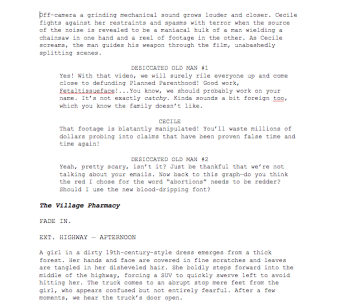 Off-camera a grinding mechanical sound grows louder and closer. Cecile
fights against her restraints and spasms with terror when the source
of the noise is revealed to be a maniacal hulk of a man wielding a
chainsaw in one hand and a reel of footage in the other. As Cecile
screams, the man guides his weapon through the film, unabashedly
splitting scenes.
DESICCATED OLD MAN #1
Yes! With that video, we will surely rile everyone up and come
close to defunding Planned Parenthood! Good work,
Fetaltissueface!...You know, we should probably work on your
name. It's not exactly catchy. Kinda sounds a bit foreign too,
which you know the family doesn't like.
CECILE
That footage is blatantly manipulated! You'll waste millions of
dollars probing into claims that have been proven false time and
time again!
DESICCATED OLD MAN #2
Yeah, pretty scary, isn't it? Just be thankful that we're not
talking about your emails. Now back to this graph—do you think
the red I chose for the word "abortions" needs to be redder?
Should I use the new blood-dripping font?
The Village Pharmacy
FADE IN.
EXT. HIGHWAY — AFTERNOON
A girl in a dirty 19th-century-style dress emerges from a thick
forest. Her hands and face are covered in fine scratches and leaves
are tangled in her disheveled hair. She boldly steps forward into the
middle of the highway, forcing a SUV to quickly swerve left to avoid
hitting her. The truck comes to an abrupt stop mere feet from the
girl, who appears confused but not entirely fearful. After a few
moments, we hear the truck's door open.